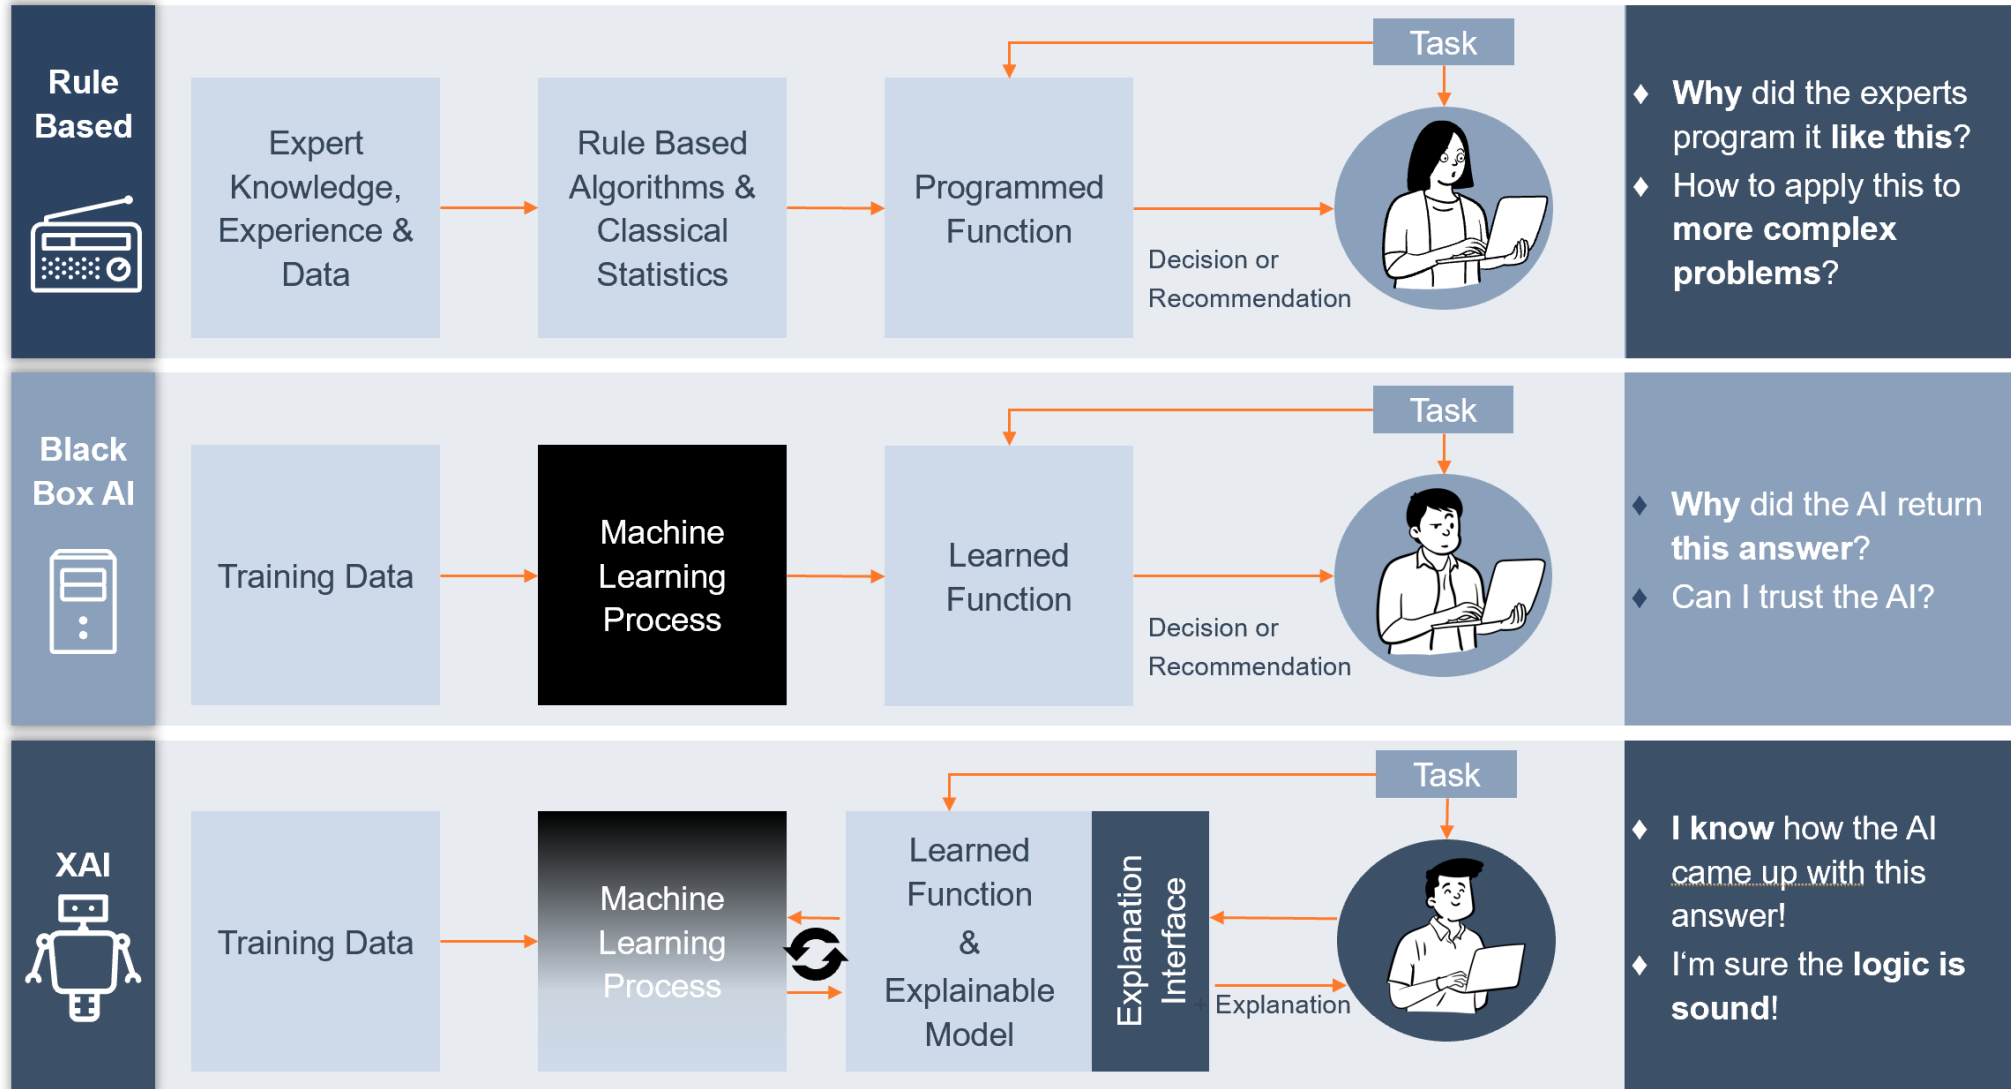 Rule
Based
Expert
Knowledge,
Experience &
Data
Rule Based
Algorithms &
Classical
Statistics
Programmed
Function
Decision or
Recommendation
Task
♦ Why did the experts
program it like this?
♦ How to apply this to
more complex
problems?
Black
Box AI
Training Data
Machine
Learning
Process
Learned
Function
Decision or
Recommendation
Task
♦ Why did the AI return
this answer?
♦ Can I trust the AI?
XAI
Training Data
Machine
Learning
Process
Learned
Function
&
Explainable
Model
Explanation
Interface
+ Explanation
Task
♦ I know how the AI
came up with this
answer!
♦ I‘m sure the logic is
sound!